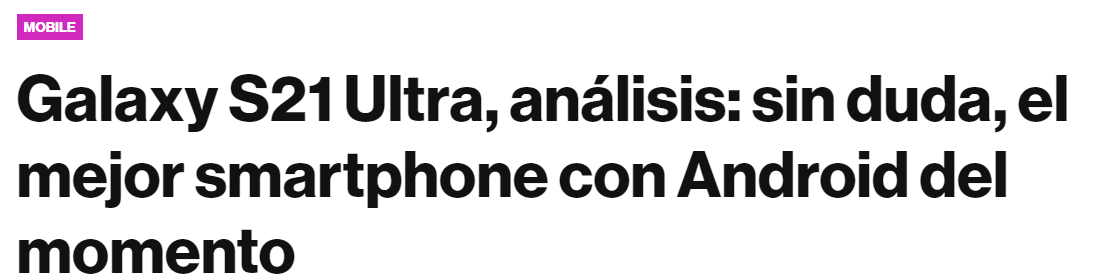 MOBILE
Galaxy S21 Ultra, análisis: sin duda, el
mejor smartphone con Android del
momento